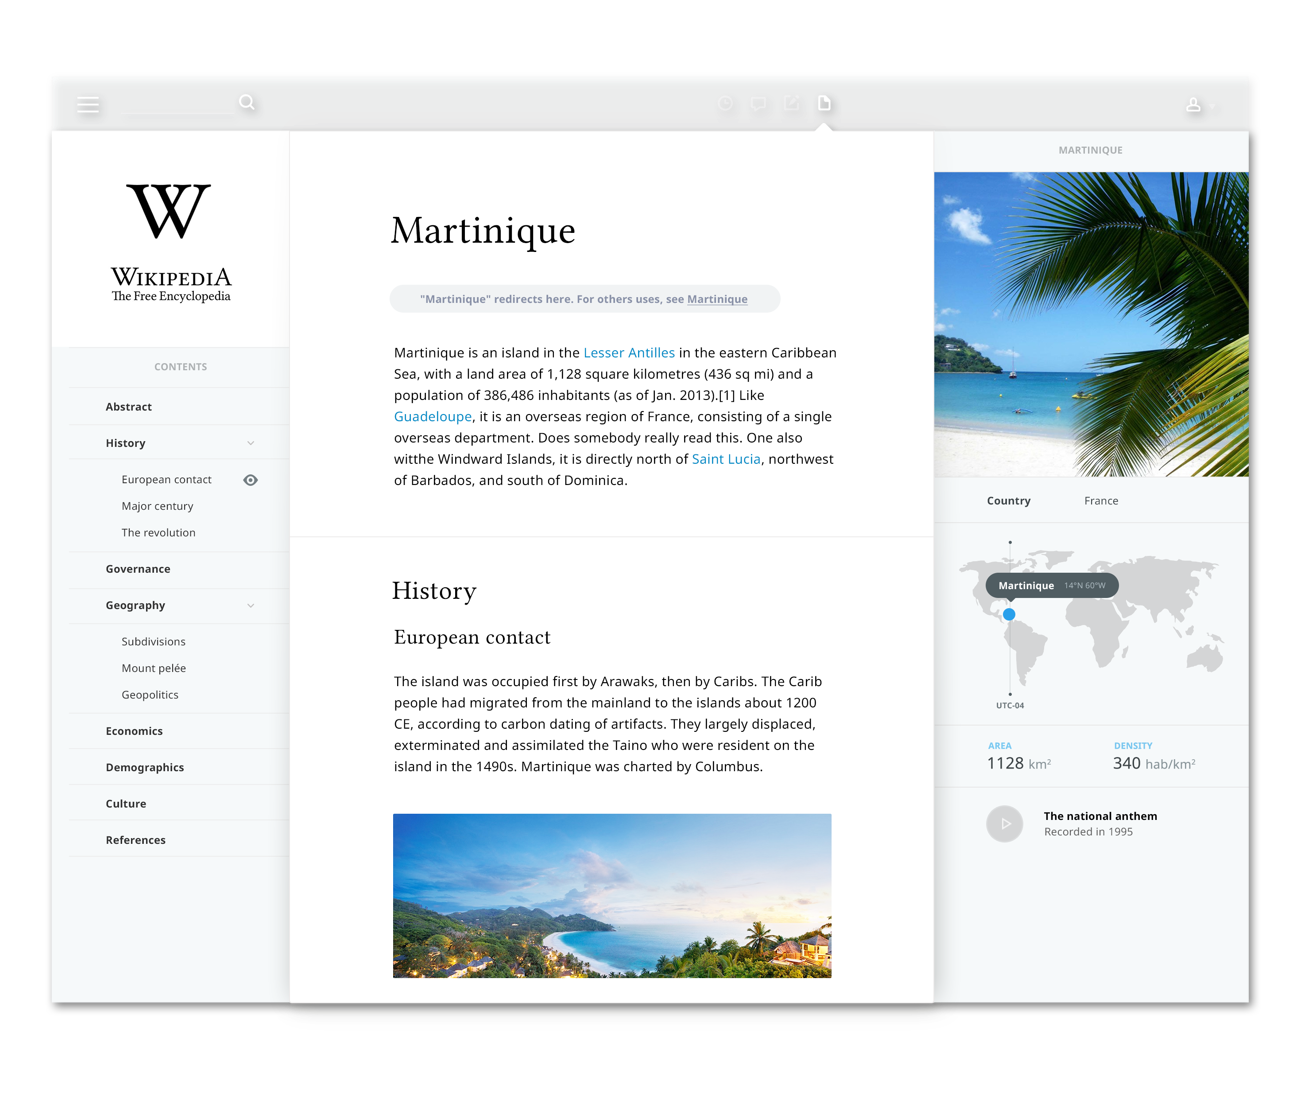 WIKIPEDIA
The Free Encyclopedia
CONTENTS
Abstract
History
European contact
Major century
The revolution
Governance
Geography
Subdivisions
Mount pelée
Geopolitics
Economics
Demographics
Culture
References
Martinique
"Martinique" redirects here. For others uses, see Martinique
Martinique is an island in the Lesser Antilles in the eastern Caribbean
Sea, with a land area of 1,128 square kilometres (436 sq mi) and a
population of 386,486 inhabitants (as of Jan. 2013).[1] Like
Guadeloupe, it is an overseas region of France, consisting of a single
overseas department. Does somebody really read this. One also
witthe Windward Islands, it is directly north of Saint Lucia, northwest
of Barbados, and south of Dominica.
History
European contact
The island was occupied first by Arawaks, then by Caribs. The Carib
people had migrated from the mainland to the islands about 1200
CE, according to carbon dating of artifacts. They largely displaced,
exterminated and assimilated the Taino who were resident on the
island in the 1490s. Martinique was charted by Columbus.
MARTINIQUE
Country France
Martinique 14°N 60°W
UTC-04
AREA DENSITY
1128 km² 340 hab/km²
The national anthem
Recorded in 1995